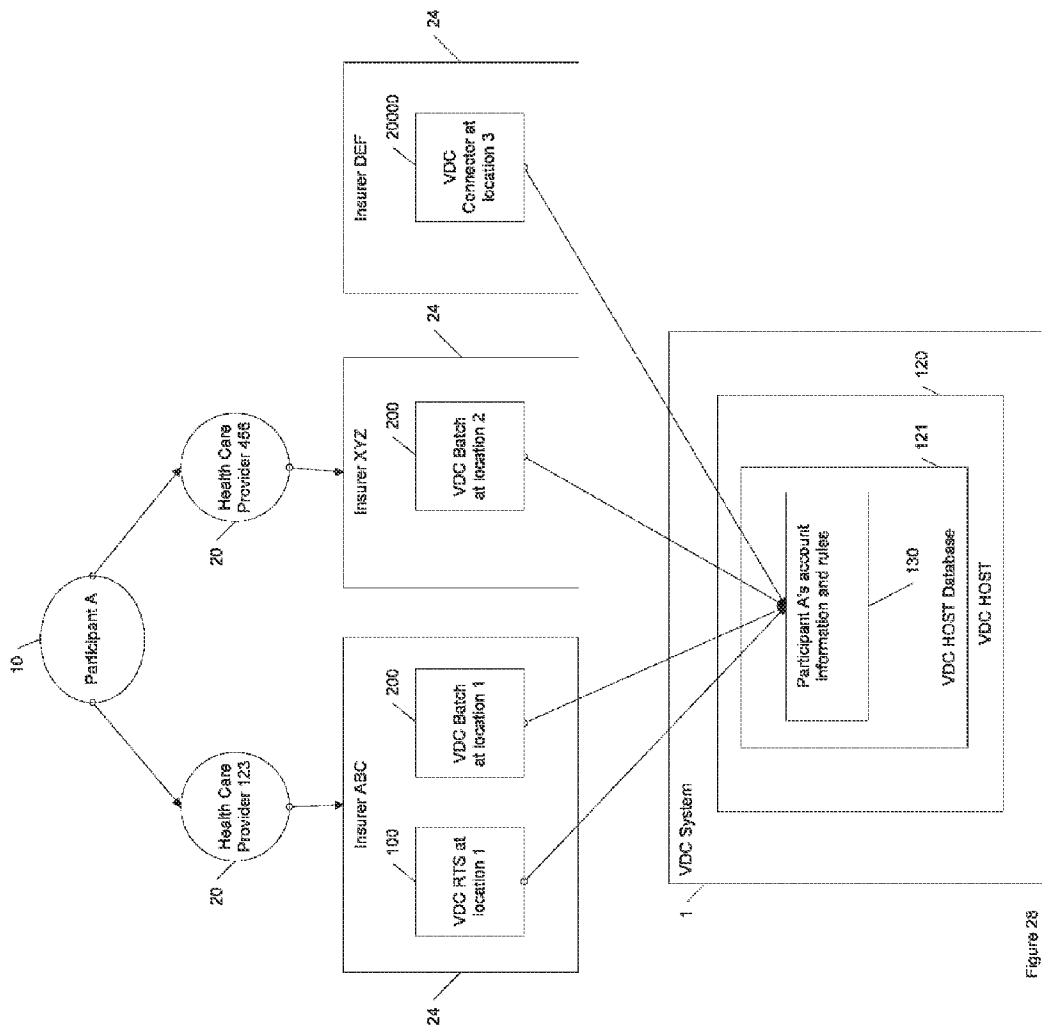 10
Participant A
20
Health Care
Provider 123
20
Health Care
Provider 456
24
Insurer ABC
100
VDC RTS at
location 1
200
VDC Batch
at location 1
24
Insurer XYZ
200
VDC Batch
at location 2
24
Insurer DEF
20000
VDC
Connector at
location 3
1
VDC System
120
121
Participant A's account
information and rules
130
VDC HOST Database
VDC HOST
Figure 28